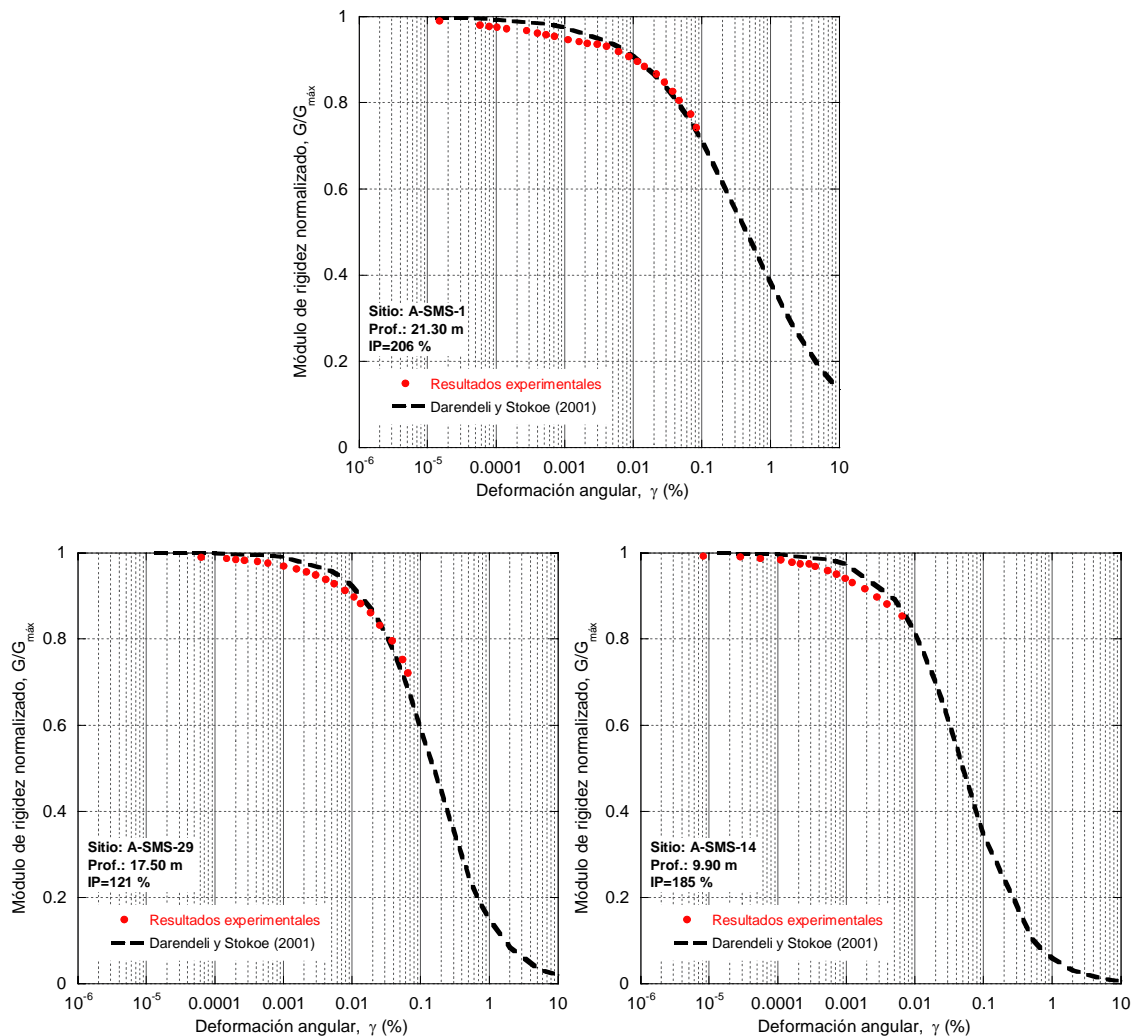 Módulo de rigidez normalizado, G/Gmáx
1
0.8
0.6
0.4
0.2
0
Sitio: A-SMS-1
Prof.: 21.30 m
IP=206 %
Resultados experimentales
Darendeli y Stokoe (2001)
10-6 10-5 0.0001 0.001 0.01 0.1 1 10
Deformación angular, γ (%)
Módulo de rigidez normalizado, G/Gmáx
1
0.8
0.6
0.4
0.2
0
Sitio: A-SMS-29
Prof.: 17.50 m
IP=121 %
Resultados experimentales
Darendeli y Stokoe (2001)
10-6 10-5 0.0001 0.001 0.01 0.1 1 10
Deformación angular, γ (%)
Módulo de rigidez normalizado, G/Gmáx
1
0.8
0.6
0.4
0.2
0
Sitio: A-SMS-14
Prof.: 9.90 m
IP=185 %
Resultados experimentales
Darendeli y Stokoe (2001)
10-6 10-5 0.0001 0.001 0.01 0.1 1 10
Deformación angular, γ (%)